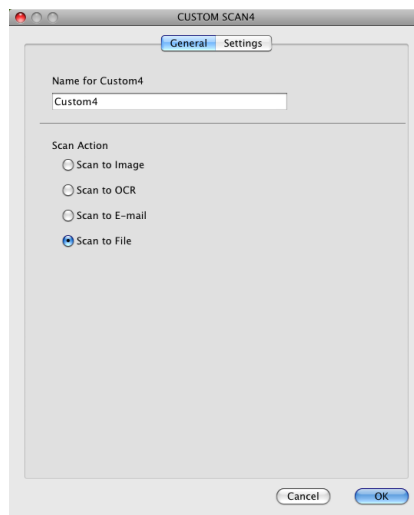 CUSTOM SCAN4
General Settings
Name for Custom4
Custom4
Scan Action
Scan to Image
Scan to OCR
Scan to E-mail
Scan to File
Cancel OK